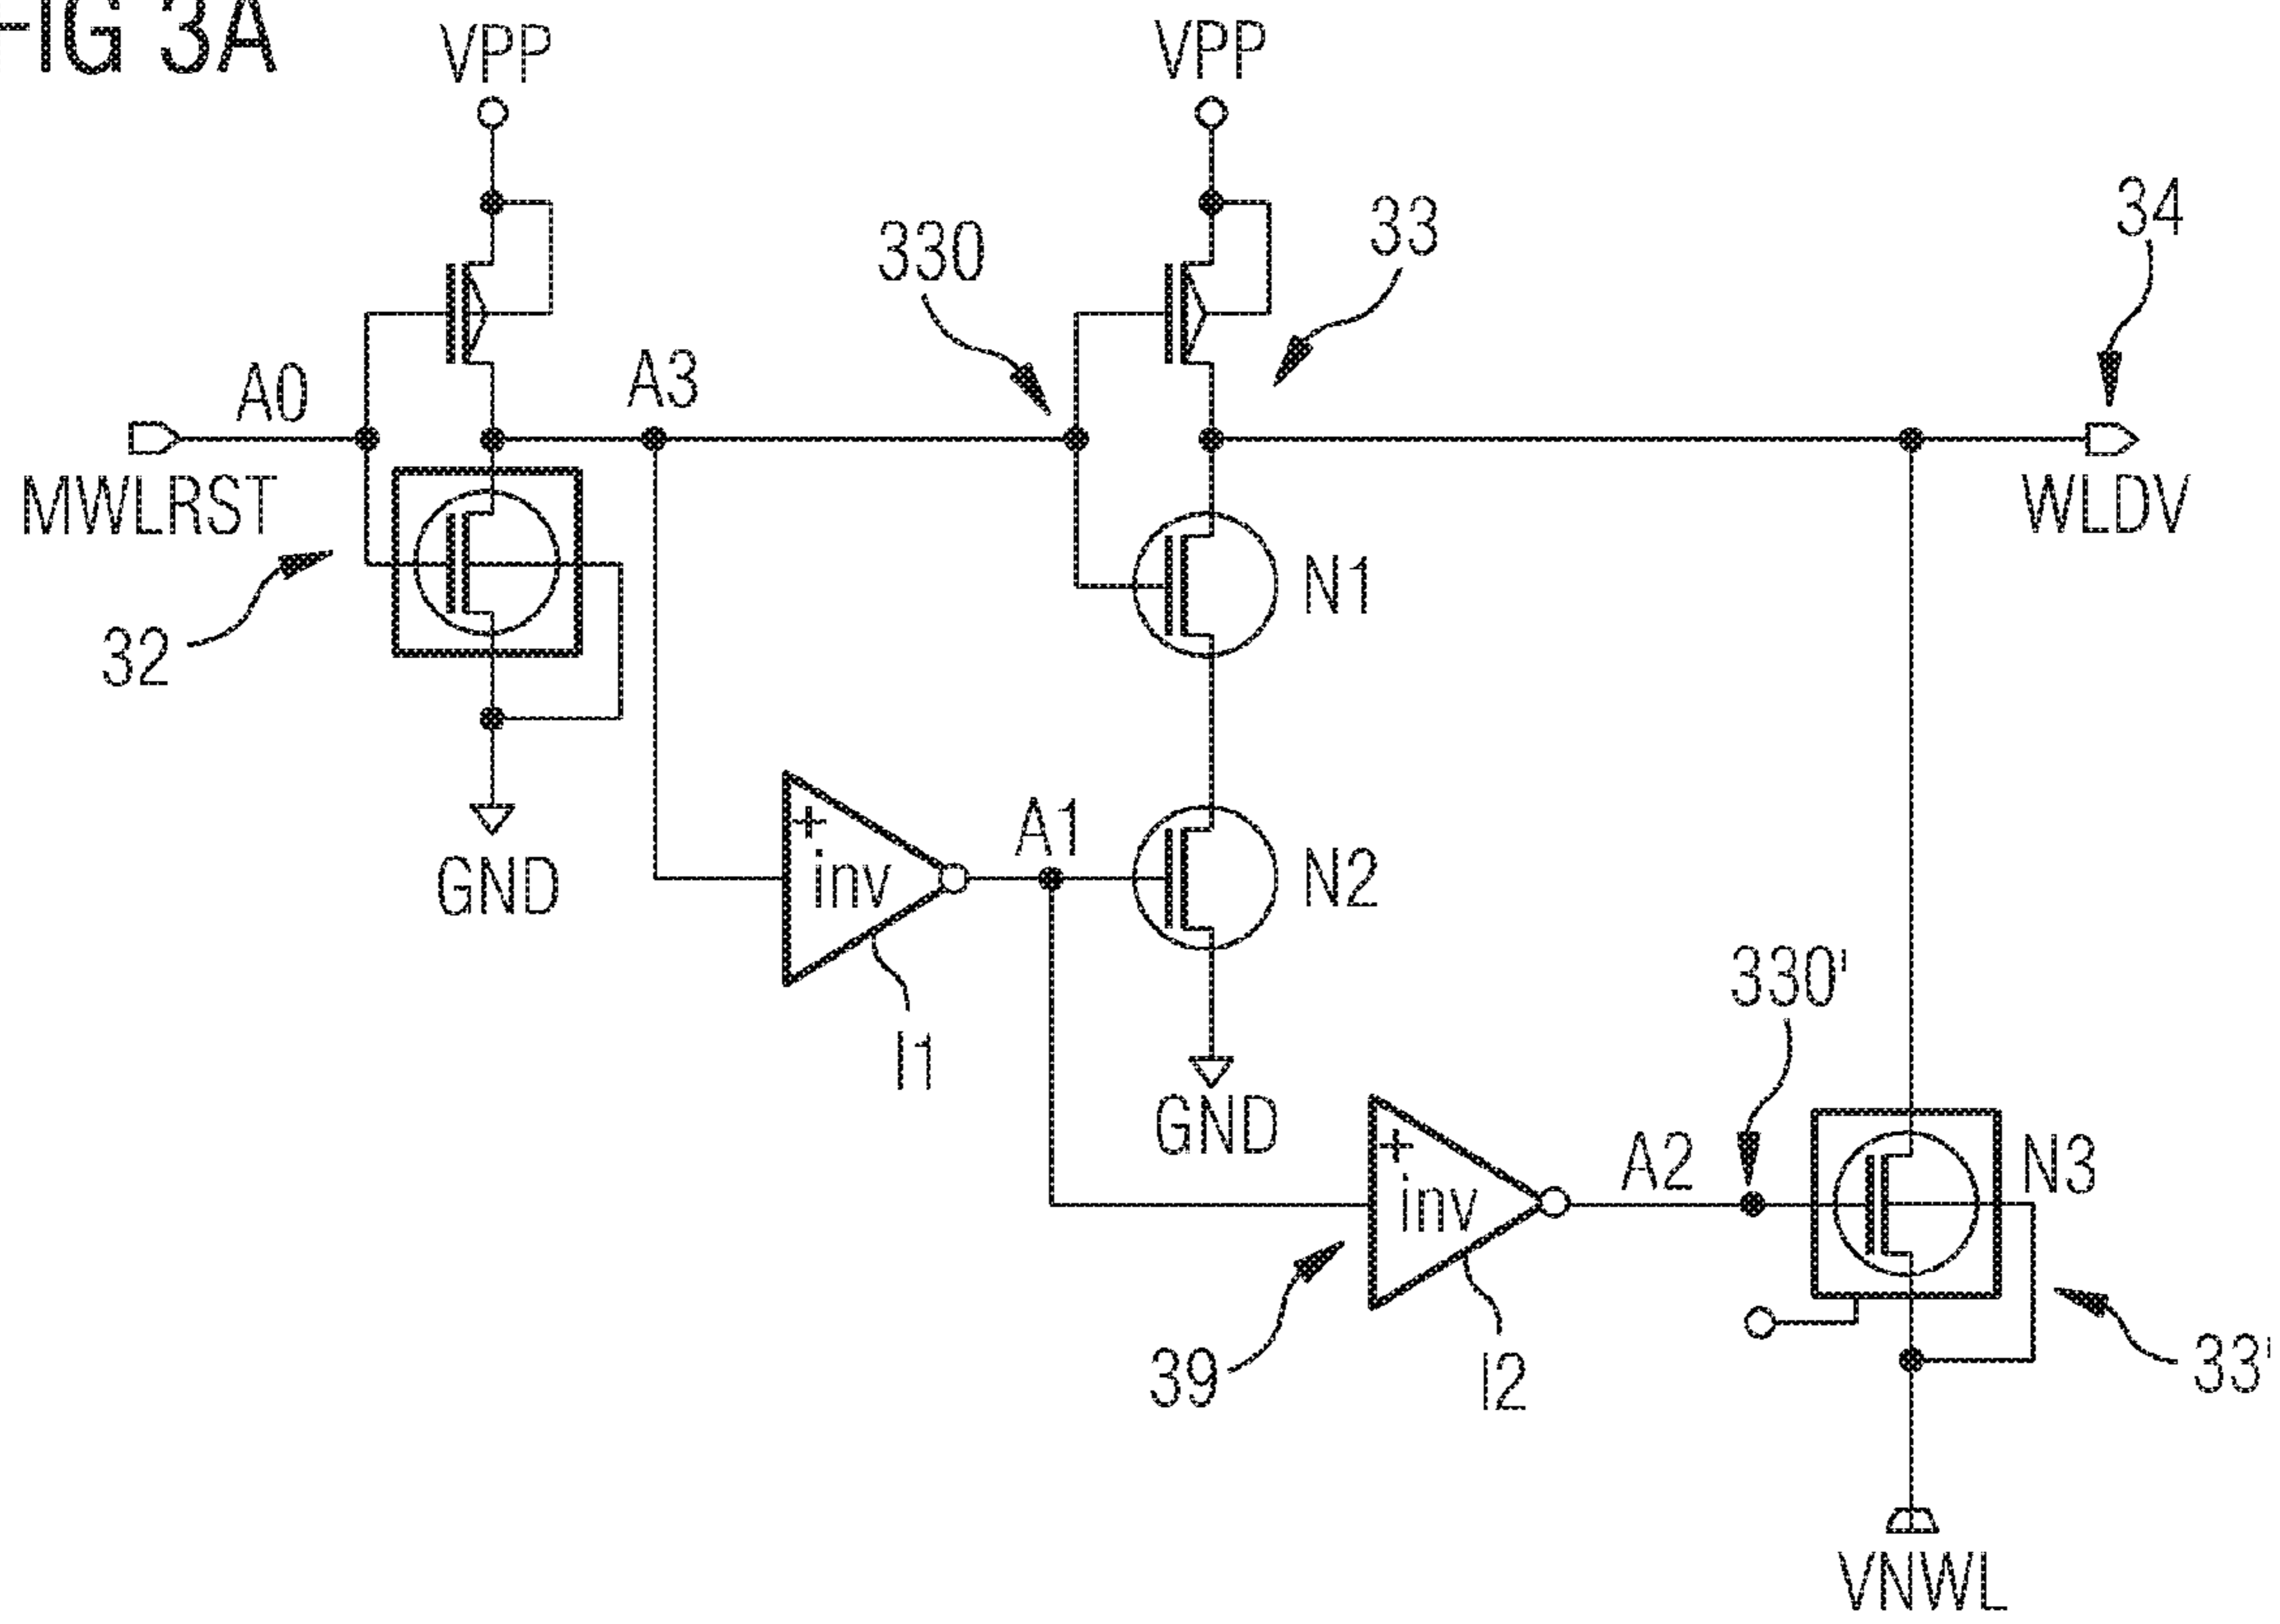 FIG 3A
VPP
VPP
34
33
330
A0
A3
MWLRST
WLDV
N1
32
A1
GND
inv
N2
330'
I1
GND
A2
N3
inv
39
I2
33'
VNWL